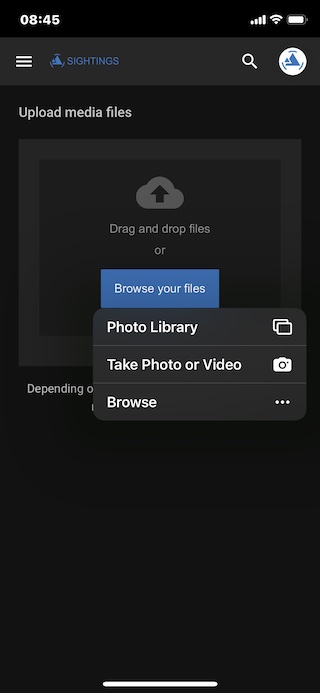 08:45
SIGHTINGS
Upload media files
Drag and drop files
or
Browse your files
Photo Library
Take Photo or Video
Depending o
Browse